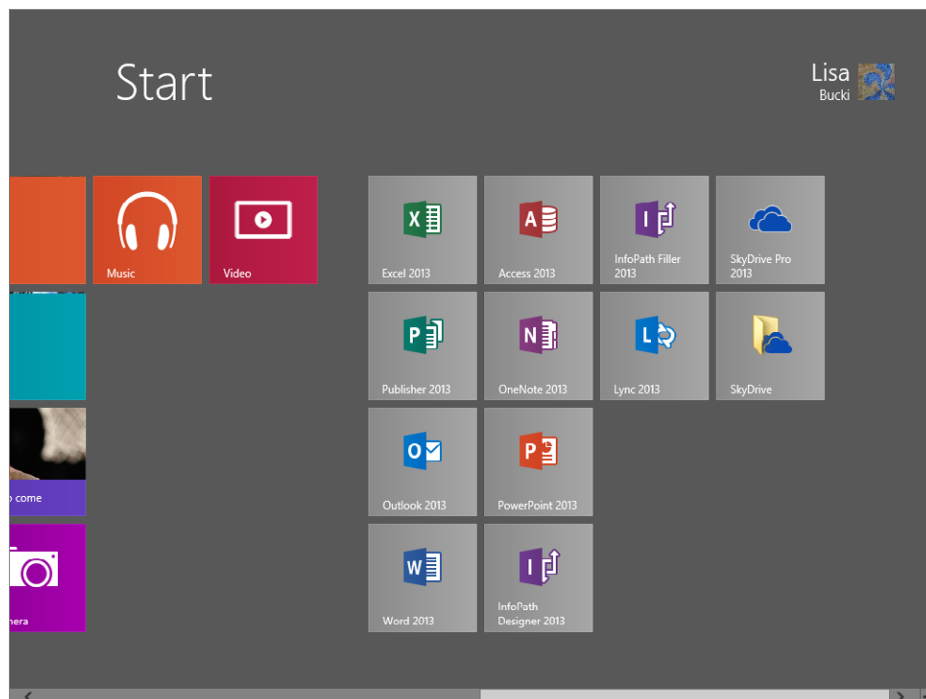 Start
Lisa
Bucki
Music
Video
Excel 2013
Access 2013
InfoPath Filler
2013
SkyDrive Pro
2013
Publisher 2013
OneNote 2013
Lync 2013
SkyDrive
come
Outlook 2013
PowerPoint 2013
Word 2013
InfoPath
Designer 2013